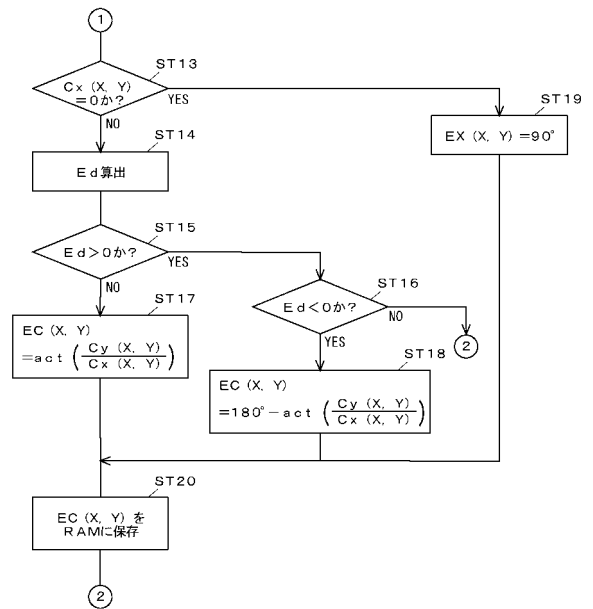 1
ST13
Cx (X, Y)
=0か?
YES
NO
ST19
EX (X, Y) =90°
ST14
Ed算出
ST15
Ed>0か?
YES
NO
ST16
Ed<0か?
NO
YES
2
ST17
EC (X, Y)
=act (Cy (X, Y)
Cx (X, Y))
ST18
EC (X, Y)
=180°−act (Cy (X, Y)
Cx (X, Y))
ST20
EC (X, Y) を
RAMに保存
2